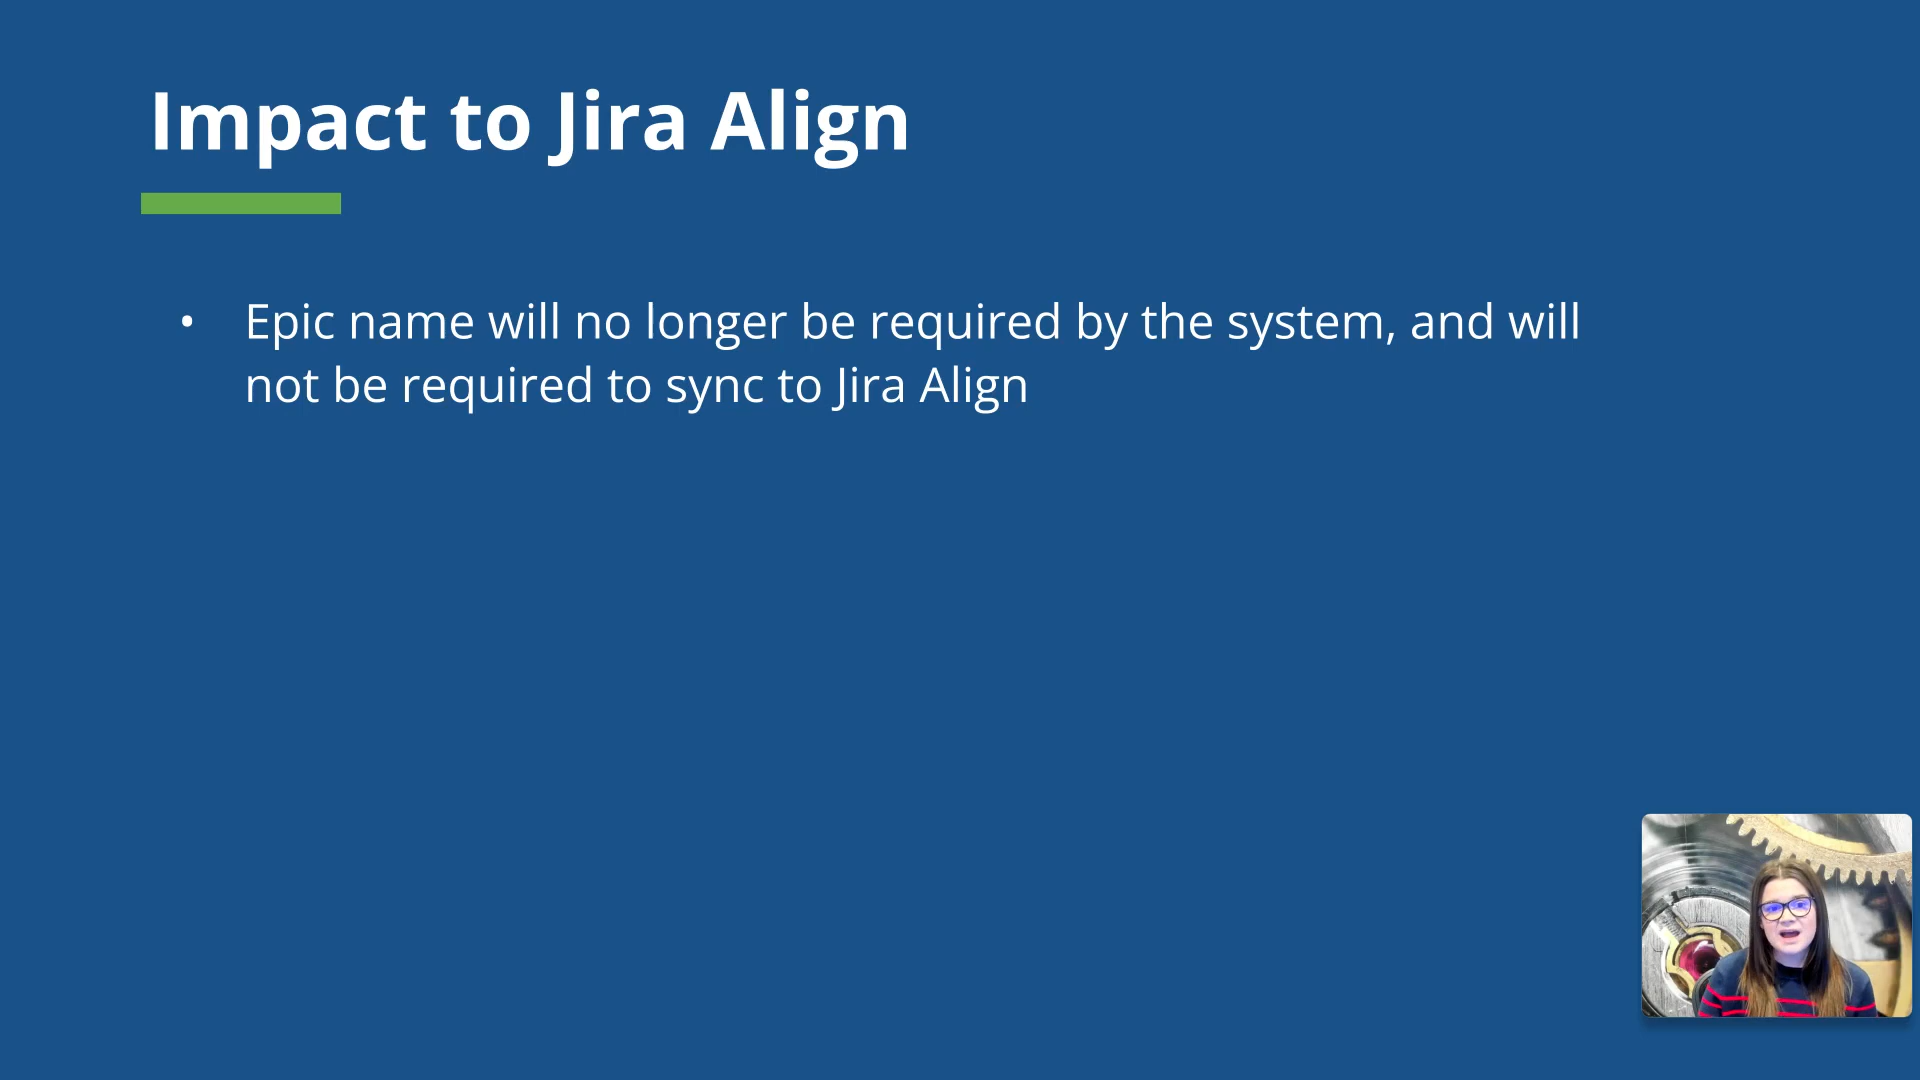 Impact to Jira Align
• Epic name will no longer be required by the system, and will
not be required to sync to Jira Align